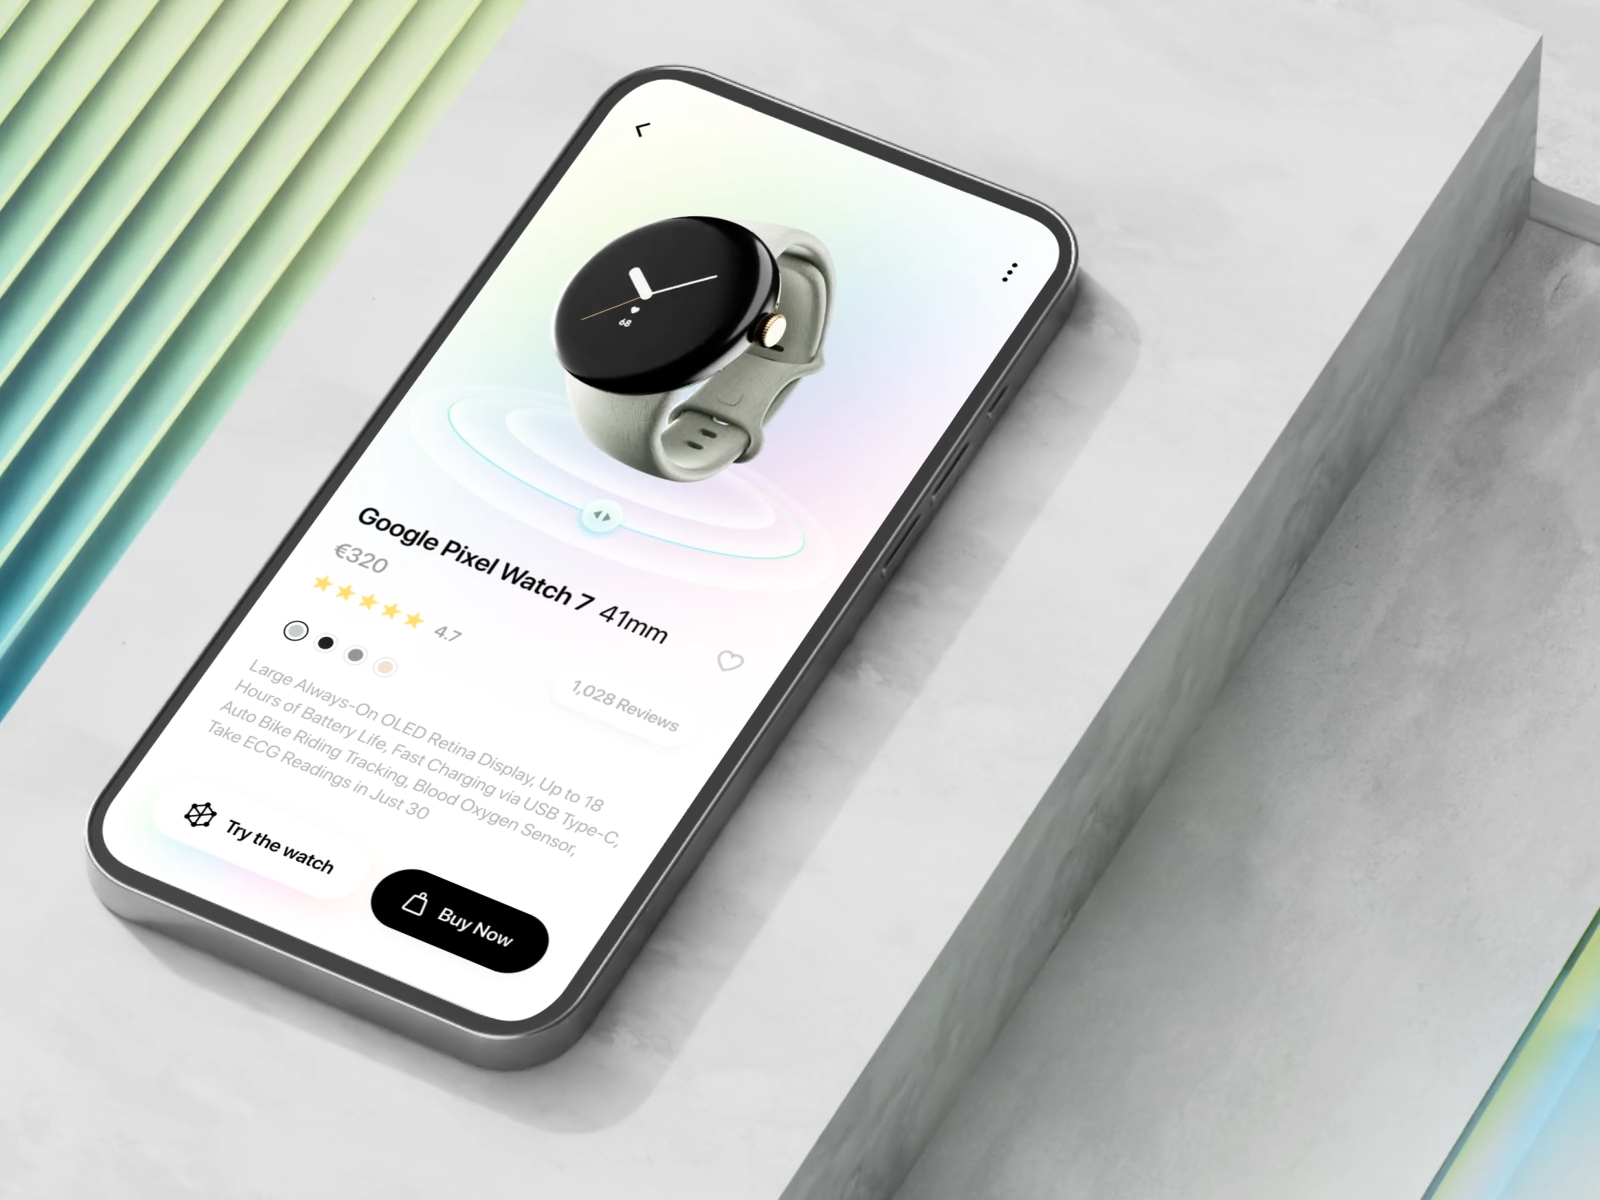 68
Google Pixel Watch 7 41mm
€320
4.7
1,028 Reviews
Large Always-On OLED Retina Display, Up to 18
Hours of Battery Life, Fast Charging via USB Type-C,
Auto Bike Riding Tracking, Blood Oxygen Sensor,
Take ECG Readings in Just 30
Try the watch
Buy Now